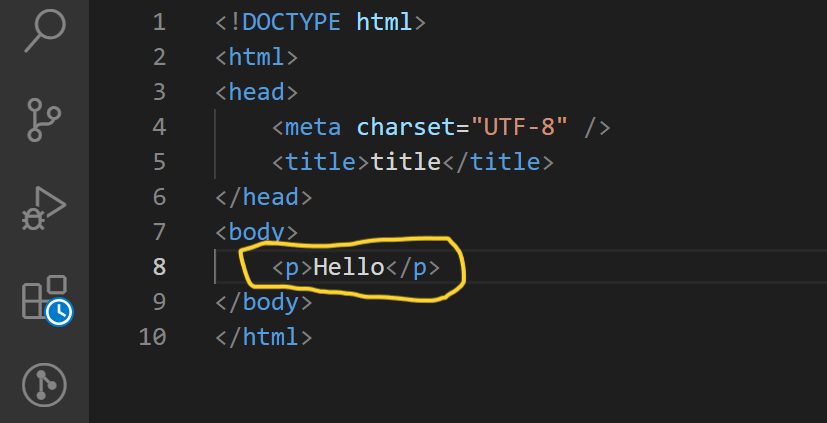 1 <!DOCTYPE html>
2 <html>
3 <head>
4     <meta charset="UTF-8" />
5     <title>title</title>
6 </head>
7 <body>
8     <p>Hello</p>
9 </body>
10 </html>